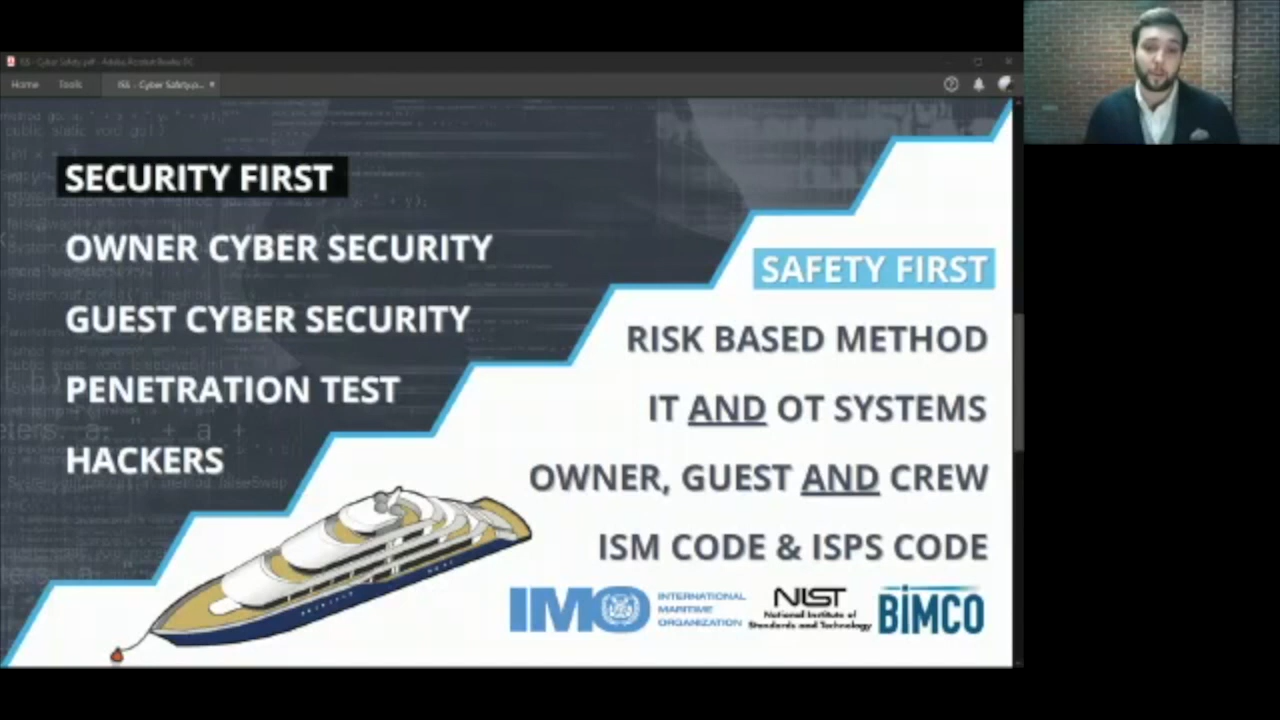 Home Tools
SECURITY FIRST
OWNER CYBER SECURITY
GUEST CYBER SECURITY
PENETRATION TEST
HACKERS
SAFETY FIRST
RISK BASED METHOD
IT AND OT SYSTEMS
OWNER, GUEST AND CREW
ISM CODE & ISPS CODE
IMO
INTERNATIONAL
MARITIME
ORGANIZATION
NIST
National Institute of
Standards and Technology
BIMCO